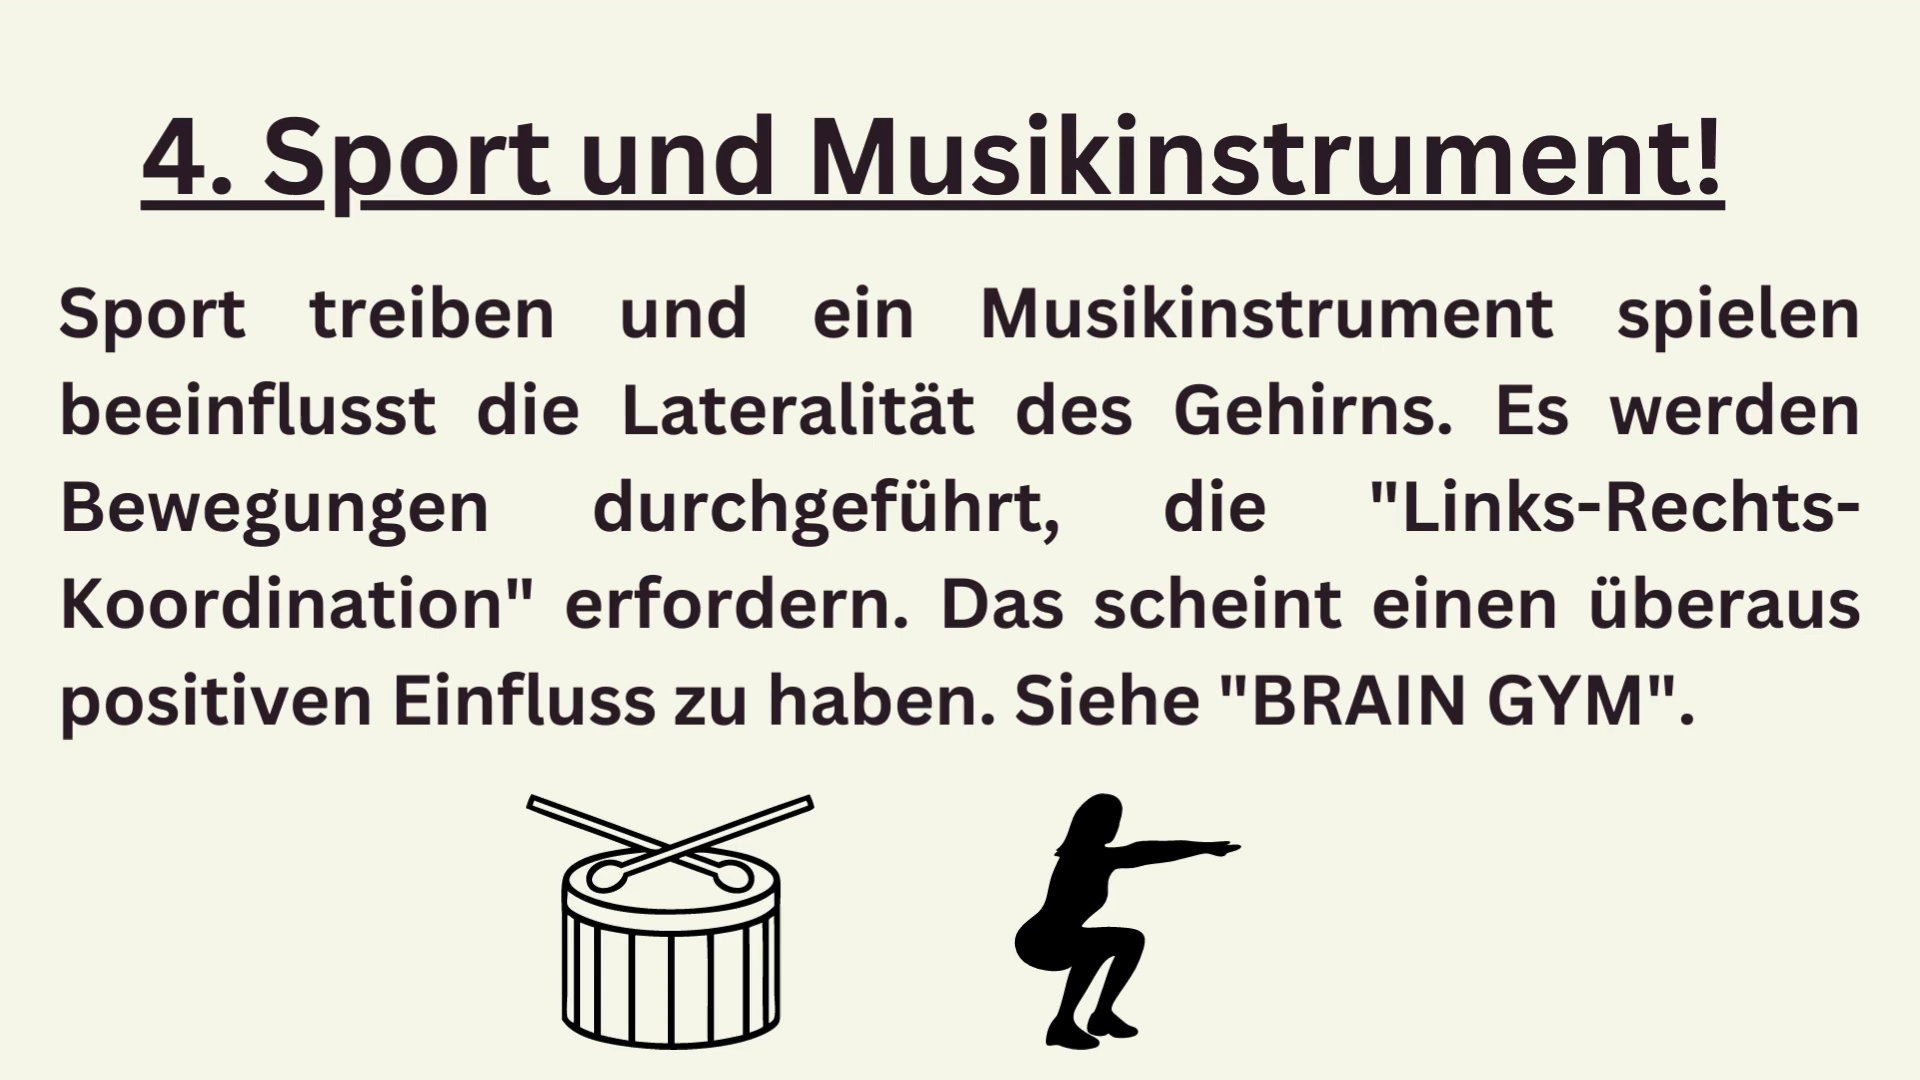 4. Sport und Musikinstrument!
Sport treiben und ein Musikinstrument spielen
beeinflusst die Lateralität des Gehirns. Es werden
Bewegungen durchgeführt, die "Links-Rechts-
Koordination" erfordern. Das scheint einen überaus
positiven Einfluss zu haben. Siehe "BRAIN GYM".